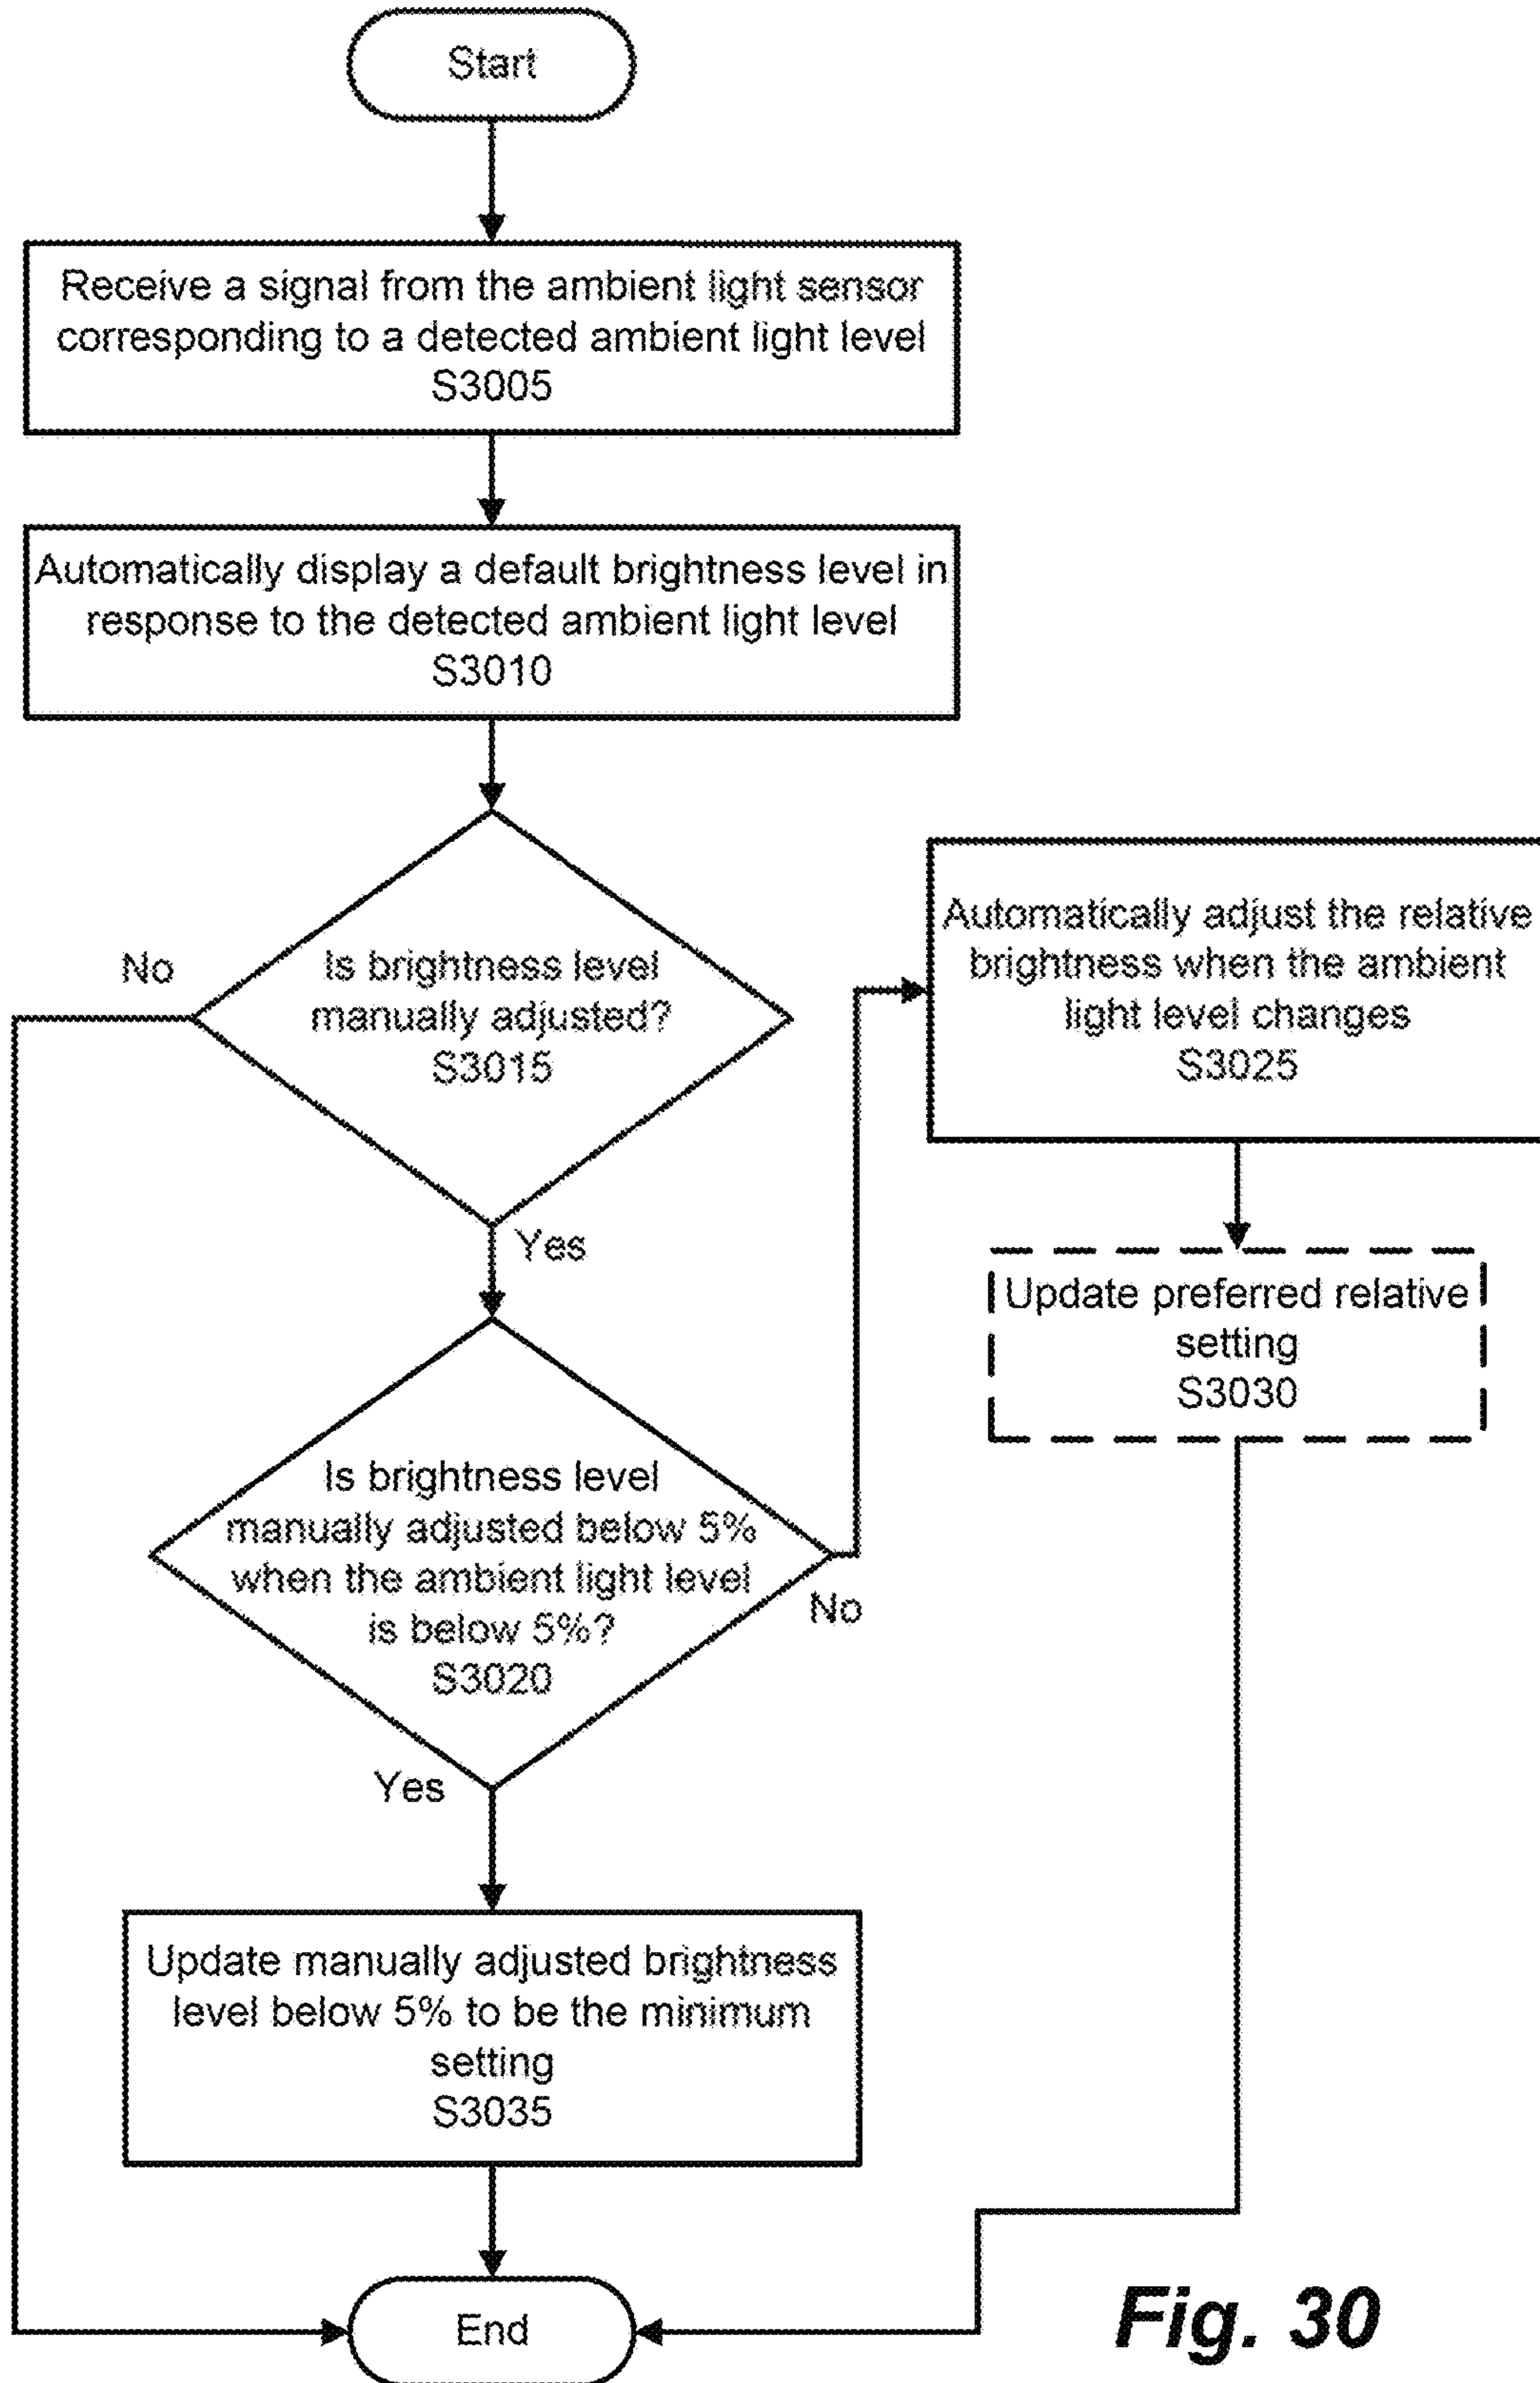 Start
Receive a signal from the ambient light sensor
corresponding to a detected ambient light level
S3005
Automatically display a default brightness level in
response to the detected ambient light level
S3010
No
Is brightness level
manually adjusted?
S3015
Yes
Automatically adjust the relative
brightness when the ambient
light level changes
S3025
Update preferred relative
setting
S3030
Is brightness level
manually adjusted below 5%
when the ambient light level
is below 5%?
S3020
No
Yes
Update manually adjusted brightness
level below 5% to be the minimum
setting
S3035
End
Fig. 30